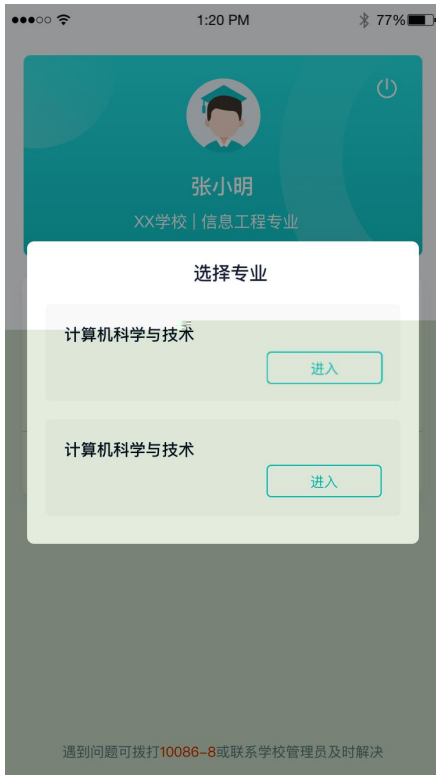 1:20 PM
77%
张小明
XX学校 | 信息工程专业
选择专业
计算机科学与技术
进入
计算机科学与技术
进入
遇到问题可拨打10086-8或联系学校管理员及时解决